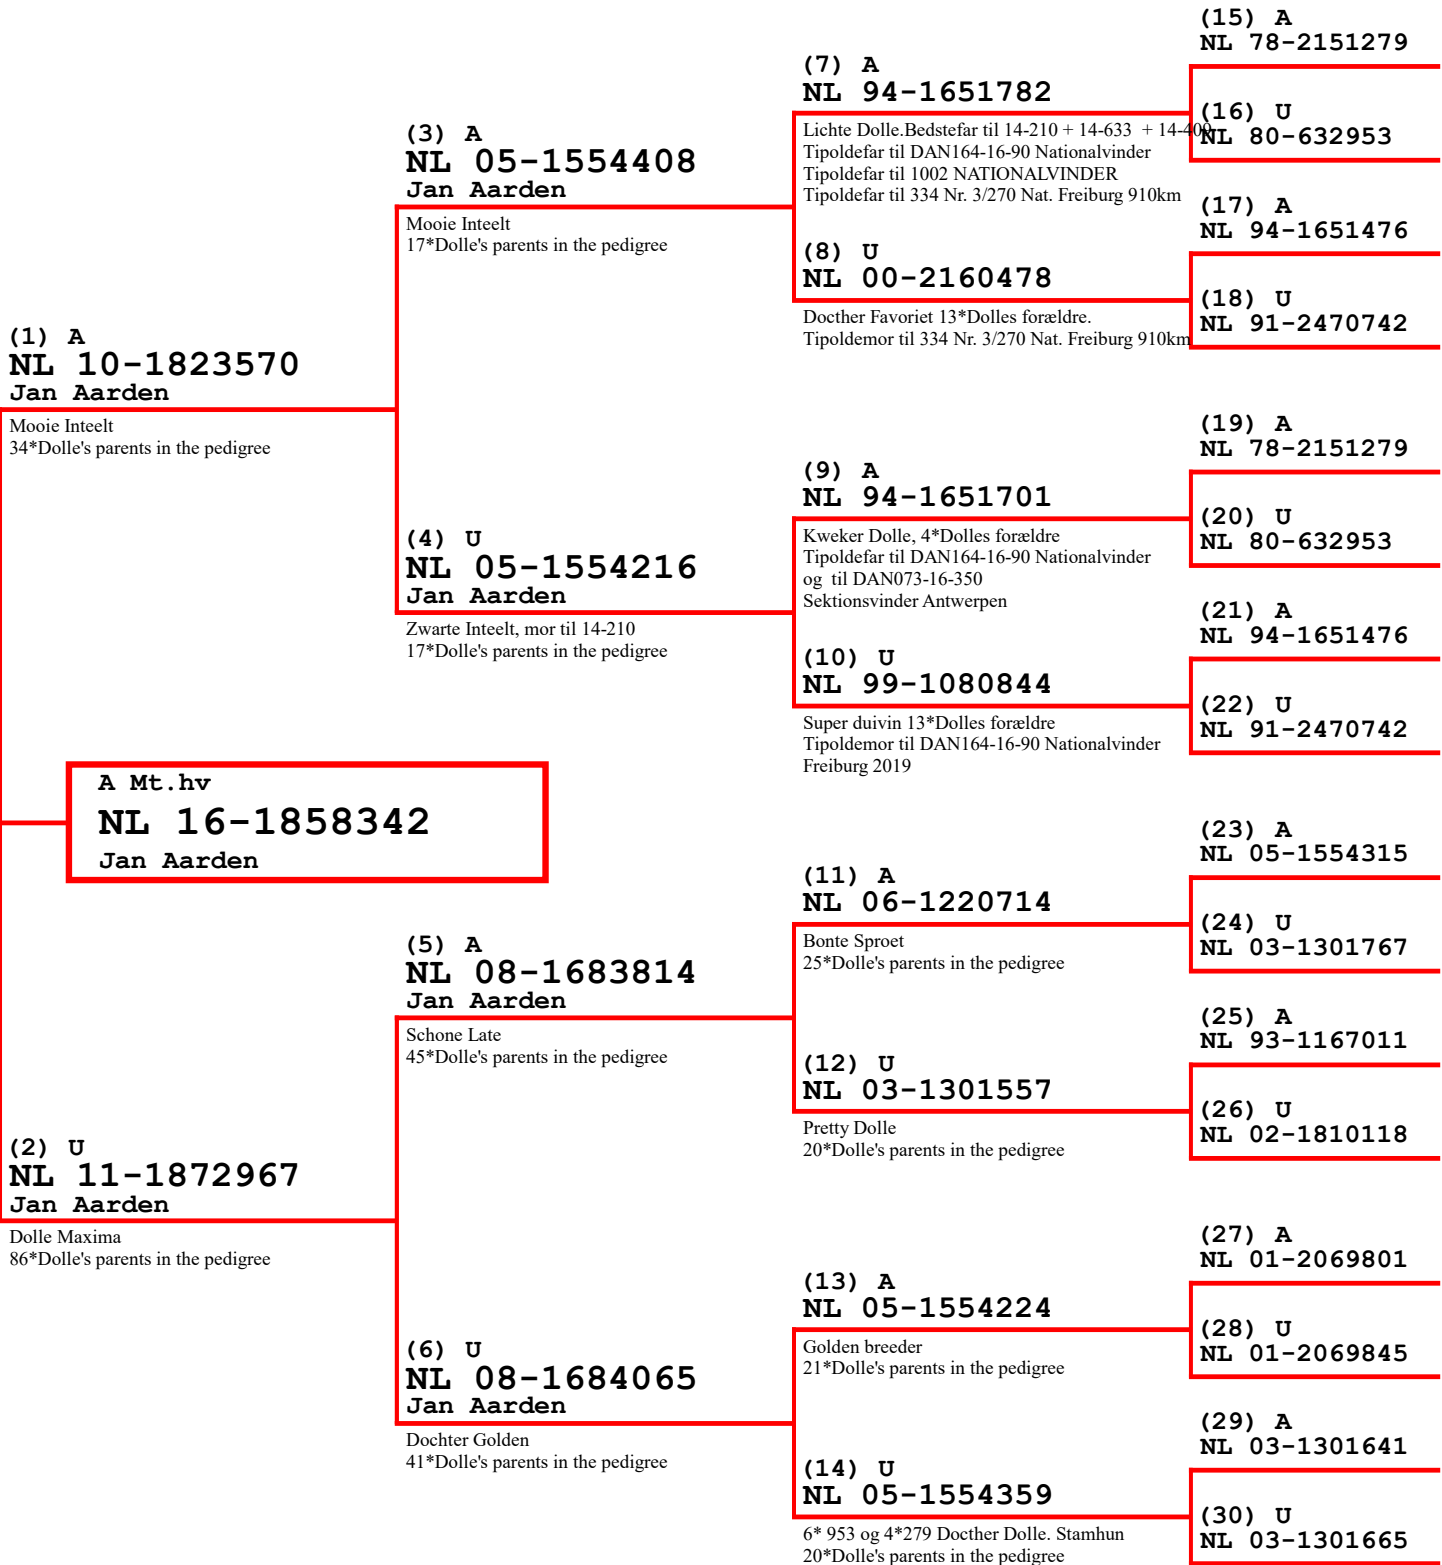 (1) A
NL 10-1823570
Jan Aarden
Mooie Inteelt
34*Dolle's parents in the pedigree
A Mt.hv
NL 16-1858342
Jan Aarden
(2) U
NL 11-1872967
Jan Aarden
Dolle Maxima
86*Dolle's parents in the pedigree
(3) A
NL 05-1554408
Jan Aarden
Mooie Inteelt
17*Dolle's parents in the pedigree
(4) U
NL 05-1554216
Jan Aarden
Zwarte Inteelt, mor til 14-210
17*Dolle's parents in the pedigree
(5) A
NL 08-1683814
Jan Aarden
Schone Late
45*Dolle's parents in the pedigree
(6) U
NL 08-1684065
Jan Aarden
Dochter Golden
41*Dolle's parents in the pedigree
(7) A
NL 94-1651782
Lichte Dolle.Bedstefar til 14-210 + 14-633  + 14-409
Tipoldefar til DAN164-16-90 Nationalvinder
Tipoldefar til 1002 NATIONALVINDER
Tipoldefar til 334 Nr. 3/270 Nat. Freiburg 910km
(8) U
NL 00-2160478
Docther Favoriet 13*Dolles forældre.
Tipoldemor til 334 Nr. 3/270 Nat. Freiburg 910km
(9) A
NL 94-1651701
Kweker Dolle, 4*Dolles forældre
Tipoldefar til DAN164-16-90 Nationalvinder
og  til DAN073-16-350
Sektionsvinder Antwerpen
(10) U
NL 99-1080844
Super duivin 13*Dolles forældre
Tipoldemor til DAN164-16-90 Nationalvinder
Freiburg 2019
(11) A
NL 06-1220714
Bonte Sproet
25*Dolle's parents in the pedigree
(12) U
NL 03-1301557
Pretty Dolle
20*Dolle's parents in the pedigree
(13) A
NL 05-1554224
Golden breeder
21*Dolle's parents in the pedigree
(14) U
NL 05-1554359
6* 953 og 4*279 Docther Dolle. Stamhun
20*Dolle's parents in the pedigree
(15) A
NL 78-2151279
(16) U
NL 80-632953
(17) A
NL 94-1651476
(18) U
NL 91-2470742
(19) A
NL 78-2151279
(20) U
NL 80-632953
(21) A
NL 94-1651476
(22) U
NL 91-2470742
(23) A
NL 05-1554315
(24) U
NL 03-1301767
(25) A
NL 93-1167011
(26) U
NL 02-1810118
(27) A
NL 01-2069801
(28) U
NL 01-2069845
(29) A
NL 03-1301641
(30) U
NL 03-1301665